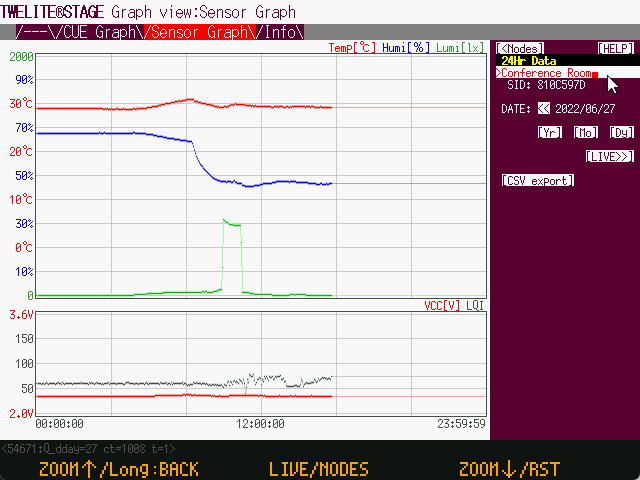 TWELITE®STAGE Graph view:Sensor Graph
/---\/CUE Graph\/Sensor Graph\/Info\
Temp[℃] Humi[%] Lumi[lx]
2000
90%
30℃
70%
20℃
50%
10℃
30%
0℃
10%
0
VCC[V] LQI
3.6V
150
100
50
2.0V
00:00:00 12:00:00 23:59:59
[<Nodes] [HELP]
24Hr Data
>Conference Room
SID: 810C597D
DATE: << 2022/06/27
[Yr] [Mo] [Dy]
[LIVE>>]
[CSV export]
<54671:Q_dday=27 ct=1008 t=1>
ZOOM↑/Long:BACK LIVE/NODES ZOOM↓/RST